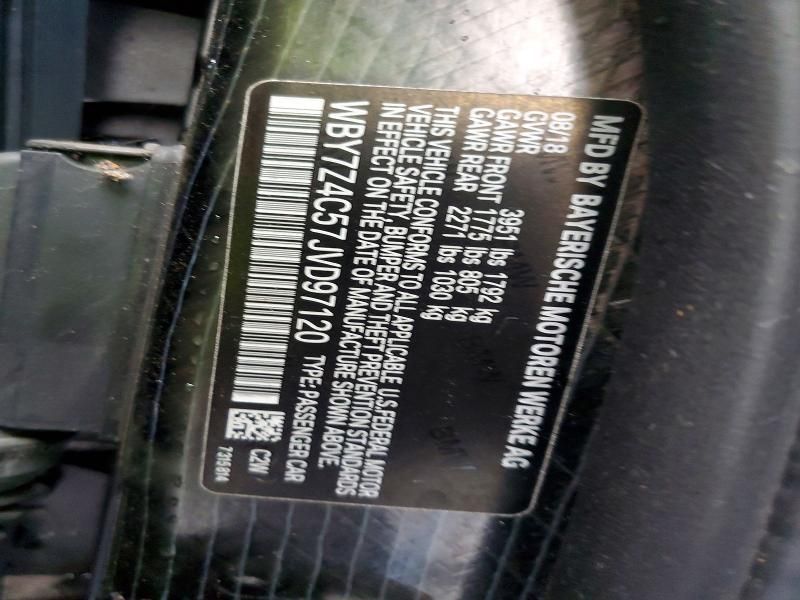 MFD BY BAYERISCHE MOTOREN WERKE AG
08/18
GVWR 3951 lbs 1792 kg
GAWR FRONT 1775 lbs 805 kg
GAWR REAR 2271 lbs 1030 kg
THIS VEHICLE CONFORMS TO ALL APPLICABLE U.S.FEDERAL MOTOR
VEHICLE SAFETY, BUMPER AND THEFT PREVENTION STANDARDS
IN EFFECT ON THE DATE OF MANUFACTURE SHOWN ABOVE.
WBY7Z4C57JVD97120 TYPE: PASSENGER CAR
C2W